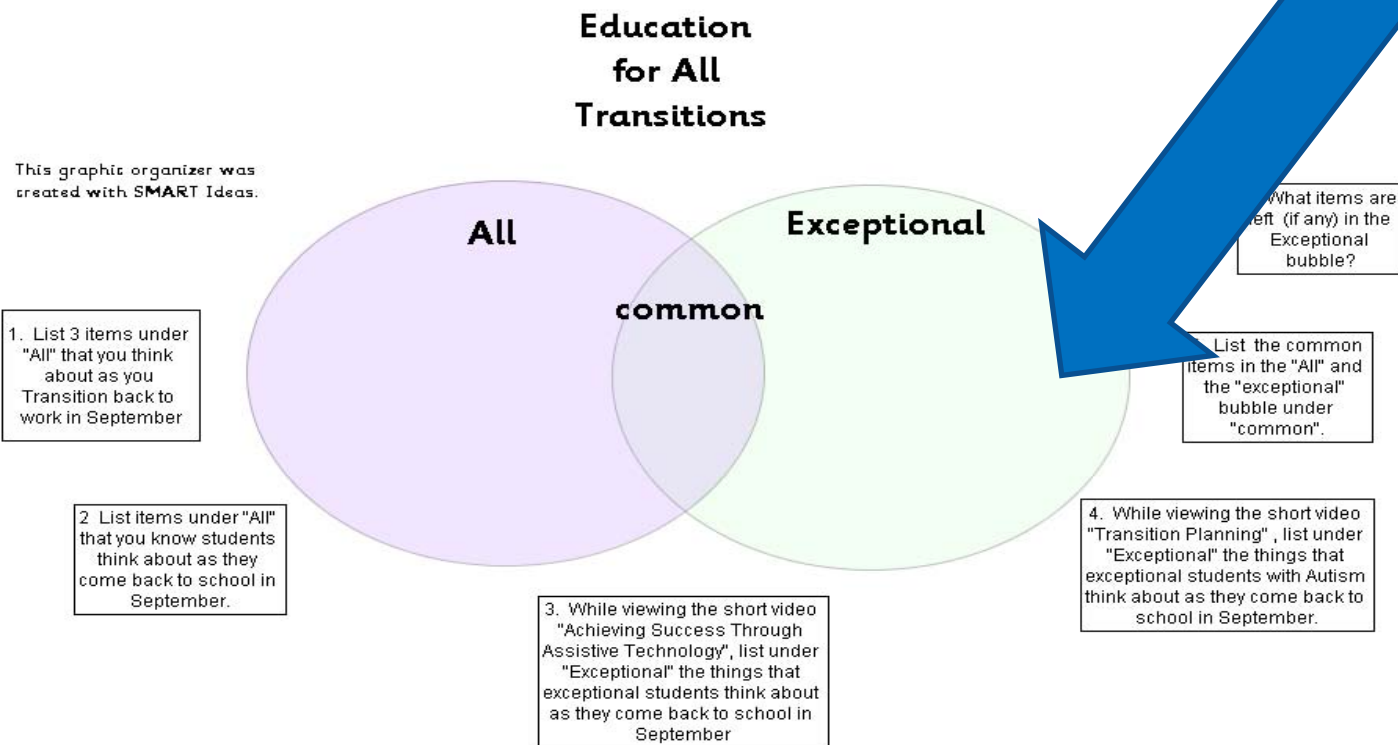 Education
for All
Transitions
This graphic organizer was
created with SMART Ideas.
All
Exceptional
common
1. List 3 items under
"All" that you think
about as you
Transition back to
work in September
2 List items under "All"
that you know students
think about as they
come back to school in
September.
3. While viewing the short video
"Achieving Success Through
Assistive Technology", list under
"Exceptional" the things that
exceptional students think about
as they come back to school in
September
4. While viewing the short video
"Transition Planning" , list under
"Exceptional" the things that
exceptional students with Autism
think about as they come back to
school in September.
List the common
items in the "All" and
the "exceptional"
bubble under
"common".
What items are
(if any) in the
Exceptional
bubble?